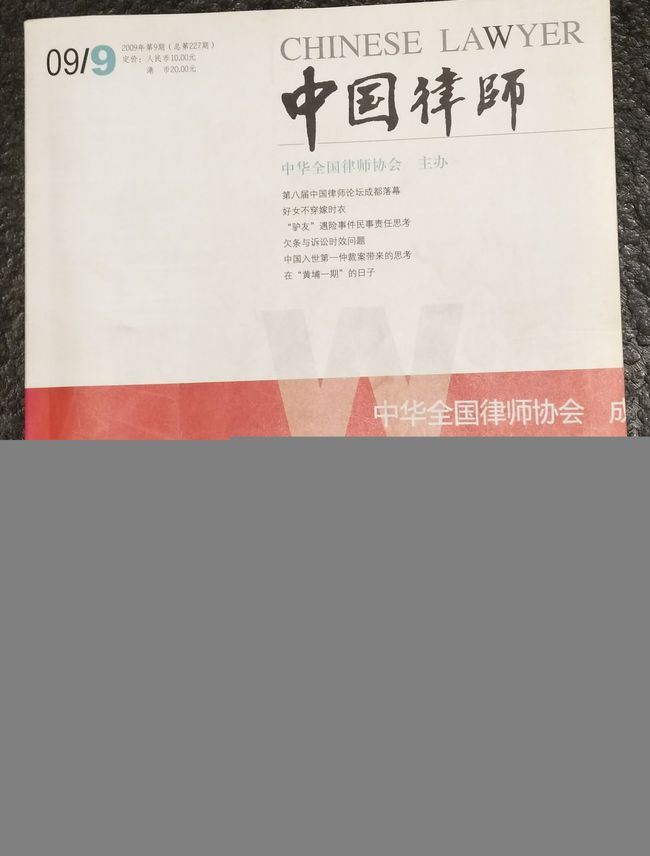 09/9
2009年第9期（总第227期）
定价：人民币10.00元
港 币20.00元
CHINESE LAWYER
中国律师
中华全国律师协会 主办
第八届中国律师论坛成都落幕
好女不穿嫁时衣
“驴友”遇险事件民事责任思考
欠条与诉讼时效问题
中国入世第一仲裁案带来的思考
在“黄埔一期”的日子
W
中华全国律师协会 成